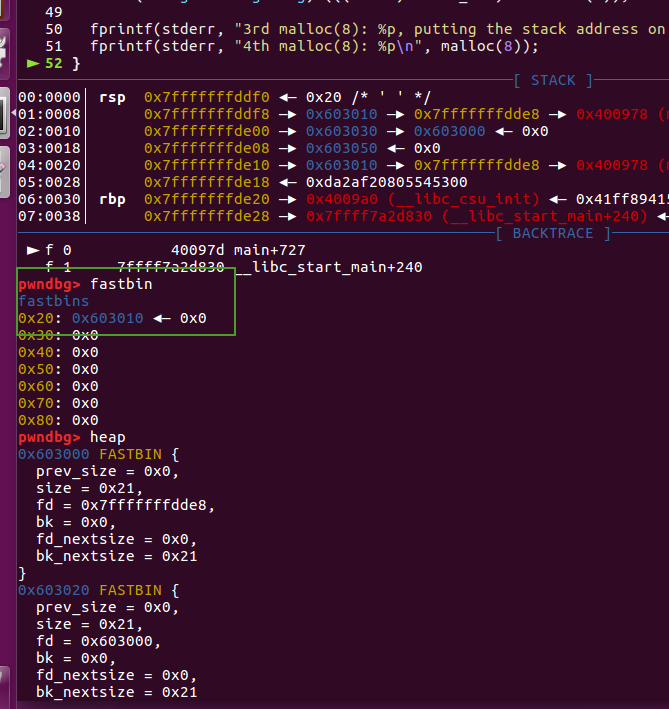 49
50 fprintf(stderr, "3rd malloc(8): %p, putting the stack address on
51 fprintf(stderr, "4th malloc(8): %p\n", malloc(8));
► 52 }
[ STACK ]
00:0000│ rsp 0x7fffffffddf0 ◂— 0x20 /* ' ' */
01:0008│ 0x7fffffffddf8 —▸ 0x603010 —▸ 0x7fffffffdde8 —▸ 0x400978 (
02:0010│ 0x7fffffffde00 —▸ 0x603030 —▸ 0x603000 ◂— 0x0
03:0018│ 0x7fffffffde08 —▸ 0x603050 ◂— 0x0
04:0020│ 0x7fffffffde10 —▸ 0x603010 —▸ 0x7fffffffdde8 —▸ 0x400978 (
05:0028│ 0x7fffffffde18 ◂— 0xda2af20805545300
06:0030│ rbp 0x7fffffffde20 —▸ 0x4009a0 (__libc_csu_init) ◂— 0x41ff8941
07:0038│ 0x7fffffffde28 —▸ 0x7ffff7a2d830 (__libc_start_main+240) ◂—
[ BACKTRACE ]
► f 0 40097d main+727
f 1 7ffff7a2d830 __libc_start_main+240
pwndbg> fastbin
fastbins
0x20: 0x603010 ◂— 0x0
0x30: 0x0
0x40: 0x0
0x50: 0x0
0x60: 0x0
0x70: 0x0
0x80: 0x0
pwndbg> heap
0x603000 FASTBIN {
prev_size = 0x0,
size = 0x21,
fd = 0x7fffffffdde8,
bk = 0x0,
fd_nextsize = 0x0,
bk_nextsize = 0x21
}
0x603020 FASTBIN {
prev_size = 0x0,
size = 0x21,
fd = 0x603000,
bk = 0x0,
fd_nextsize = 0x0,
bk_nextsize = 0x21